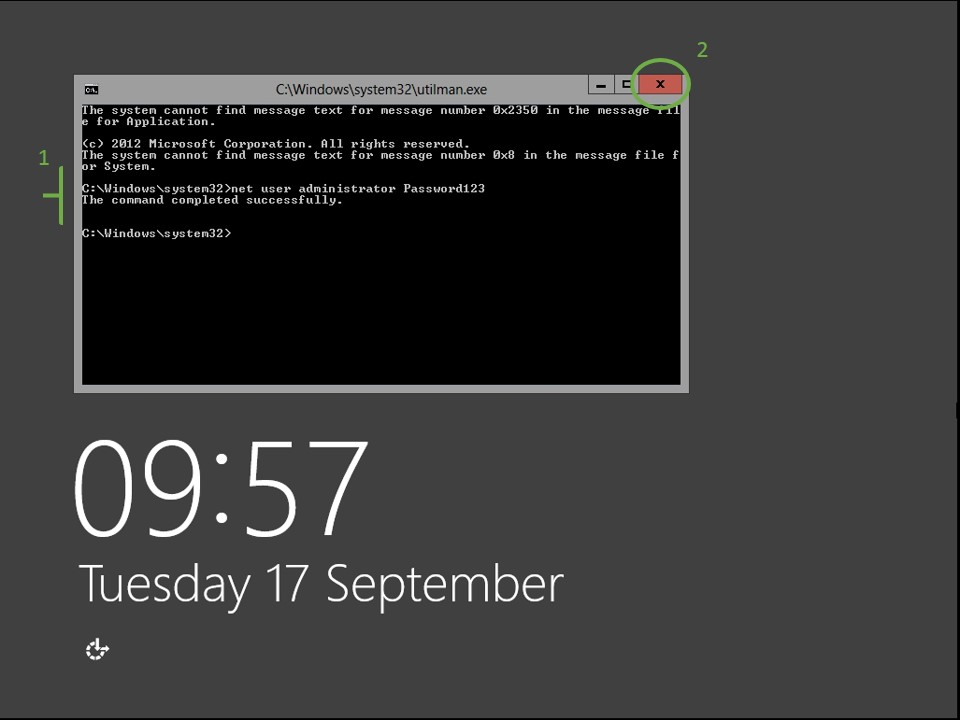 2
C:\Windows\system32\utilman.exe
The system cannot find message text for message number 0x2350 in the message fil
e for Application.
(c) 2012 Microsoft Corporation. All rights reserved.
1
The system cannot find message text for message number 0x8 in the message file f
or System.
C:\Windows\system32>net user administrator Password123
The command completed successfully.
C:\Windows\system32>
09:57
Tuesday 17 September